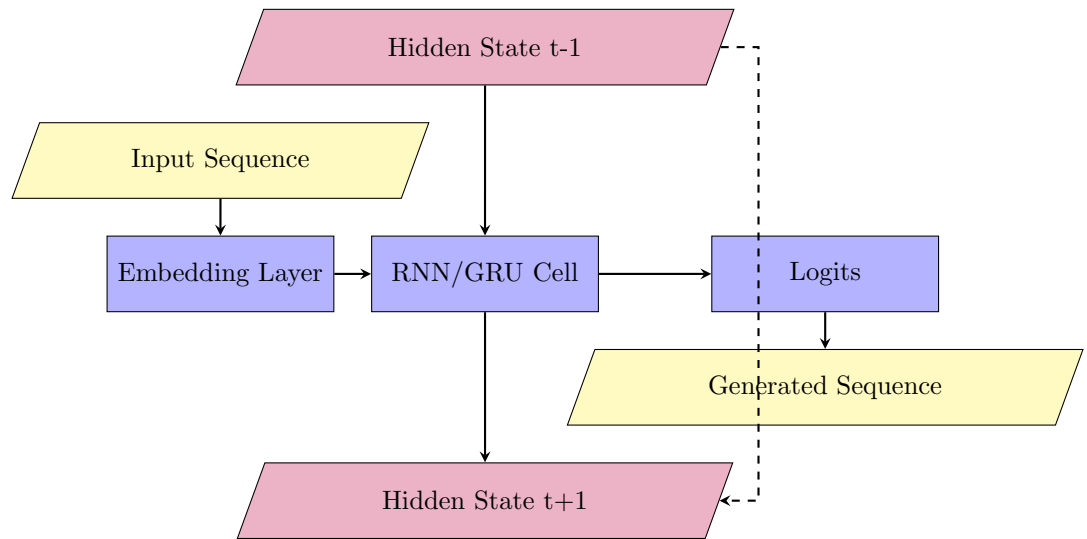 Hidden State t-1
Input Sequence
Embedding Layer
RNN/GRU Cell
Logits
Generated Sequence
Hidden State t+1